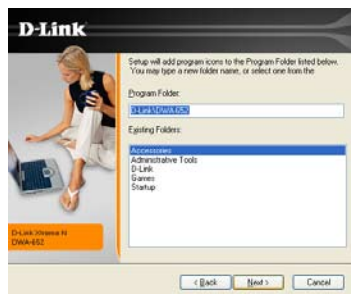 D-Link
Setup will add program icons to the Program Folder listed below.
You may type a new folder name, or select one from the
Program Folder:
D-Link\DWA-652
Existing Folders:
Accessories
Administrative Tools
D-Link
Games
Startup
D-Link Xtreme N
DWA-652
< Back
Next >
Cancel